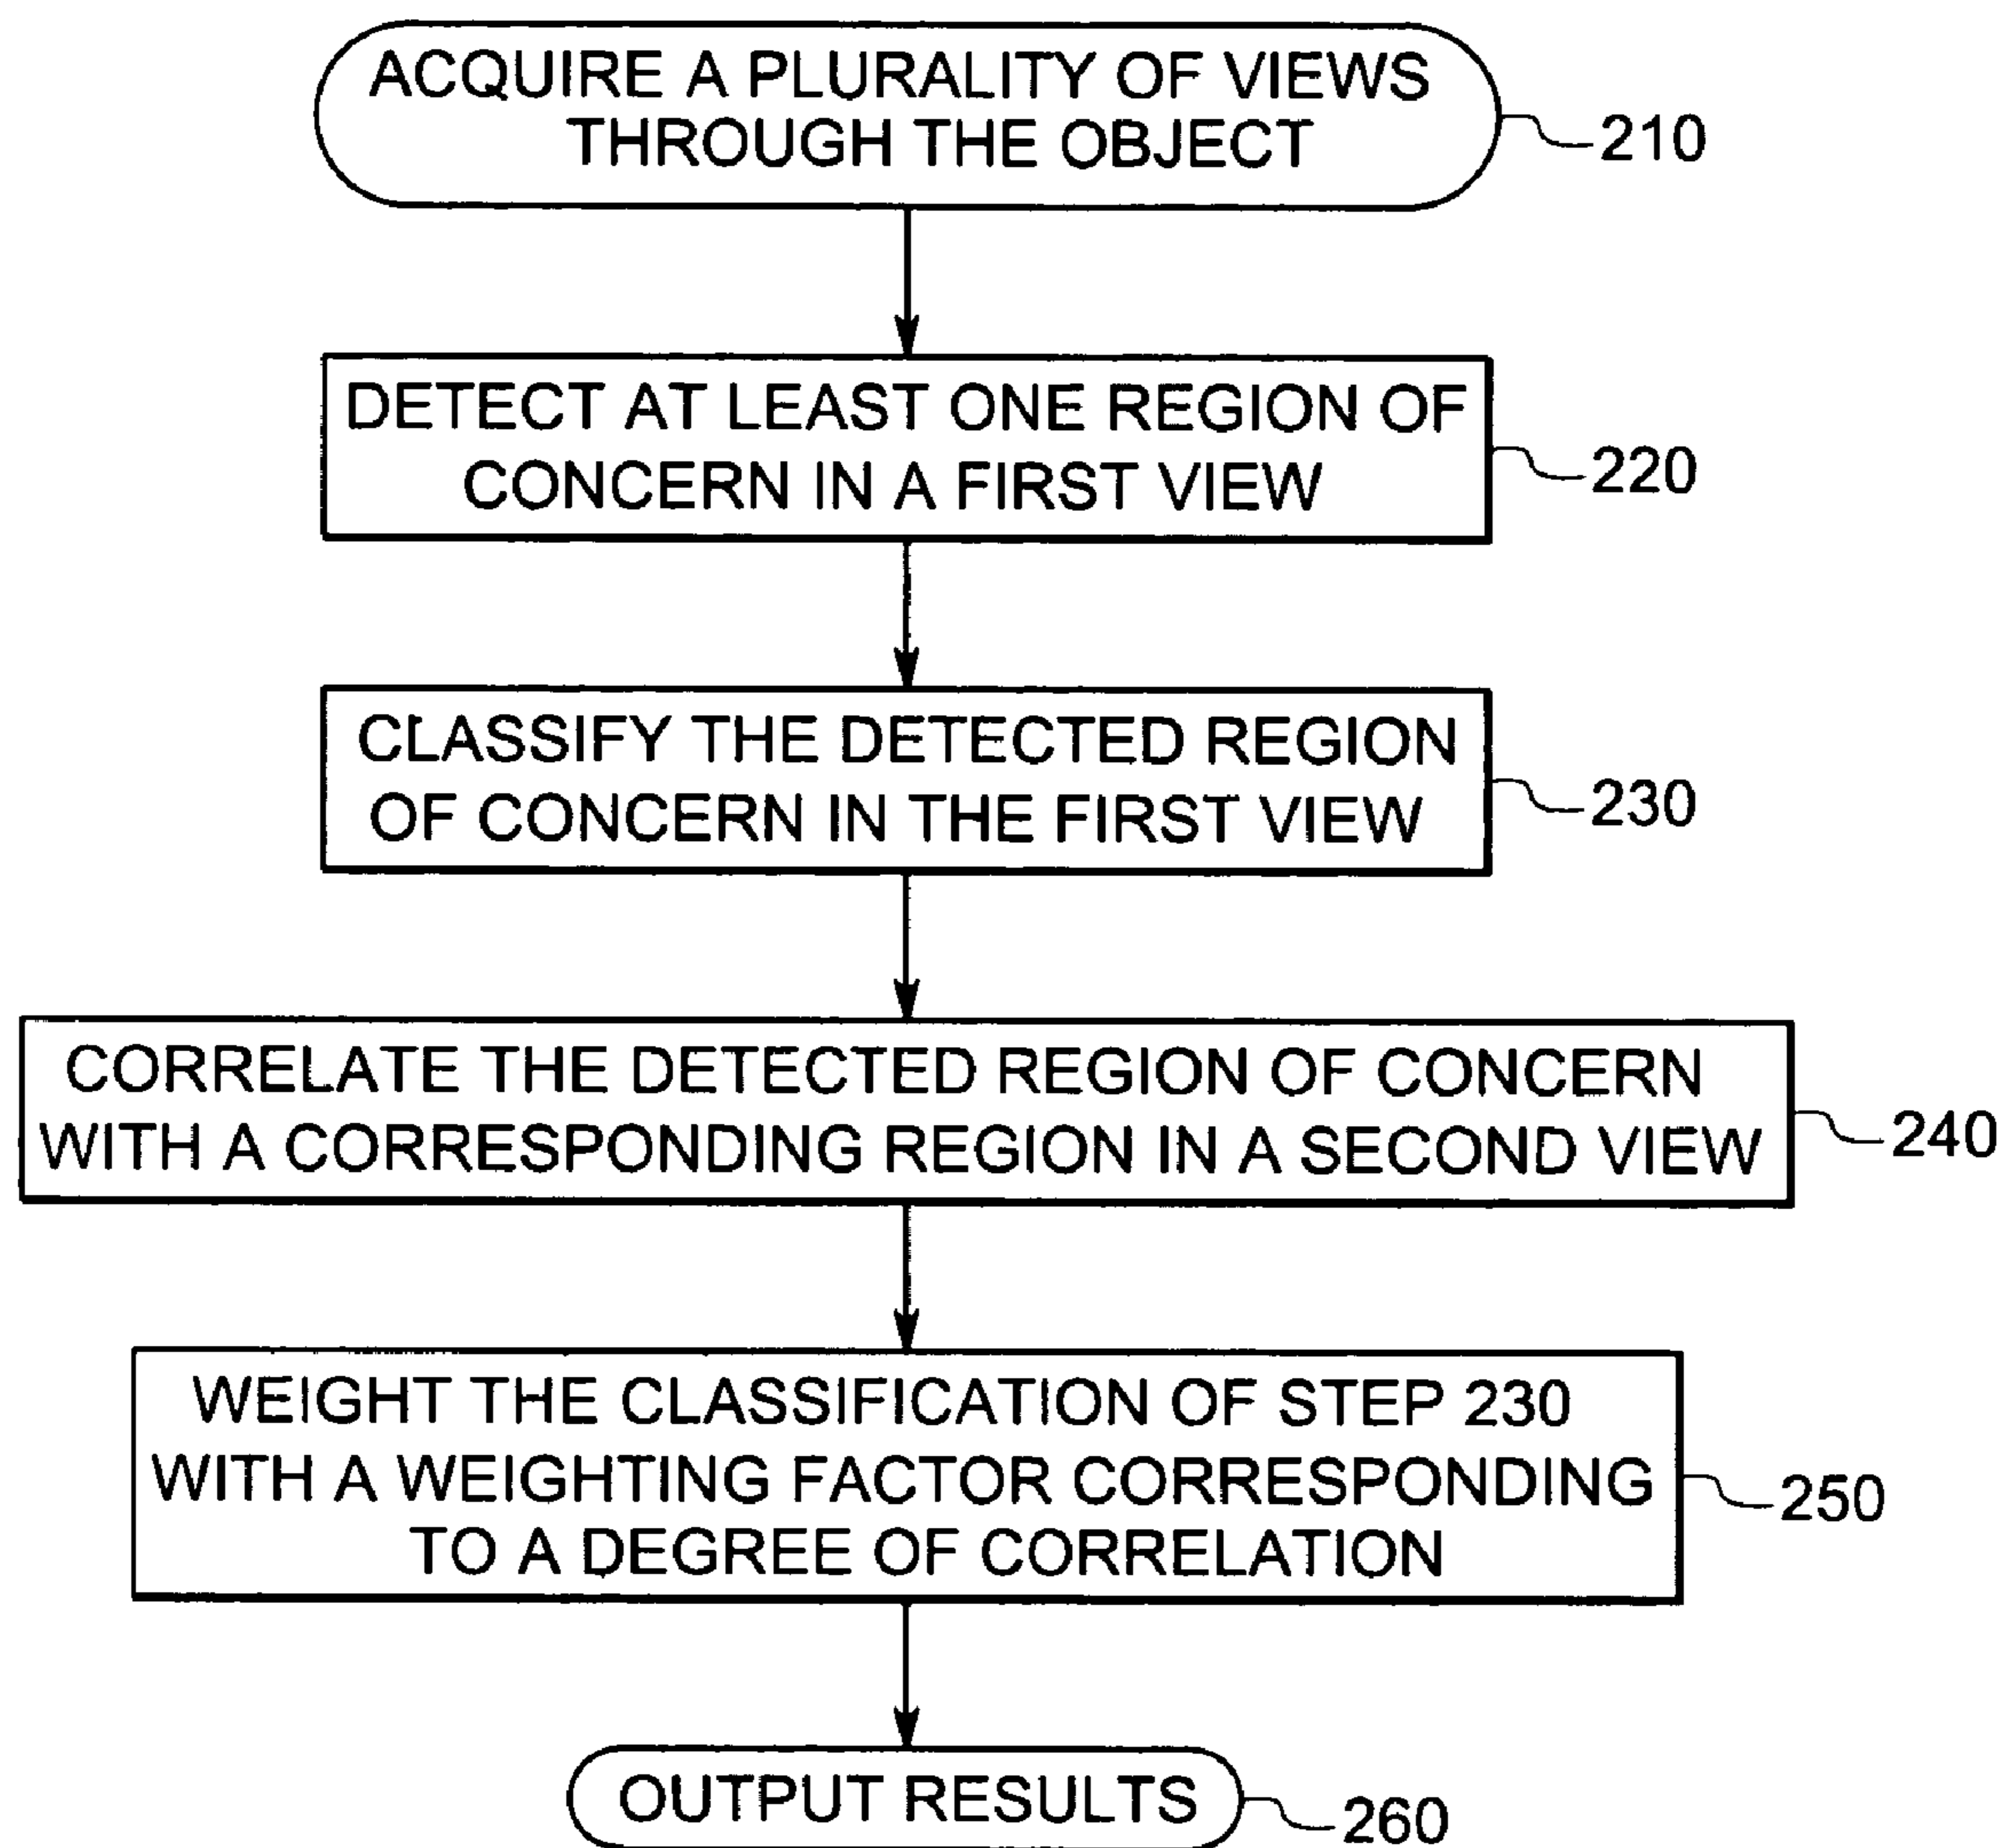 ACQUIRE A PLURALITY OF VIEWS
THROUGH THE OBJECT
210
DETECT AT LEAST ONE REGION OF
CONCERN IN A FIRST VIEW
220
CLASSIFY THE DETECTED REGION
OF CONCERN IN THE FIRST VIEW
230
CORRELATE THE DETECTED REGION OF CONCERN
WITH A CORRESPONDING REGION IN A SECOND VIEW
240
WEIGHT THE CLASSIFICATION OF STEP 230
WITH A WEIGHTING FACTOR CORRESPONDING
TO A DEGREE OF CORRELATION
250
OUTPUT RESULTS
260